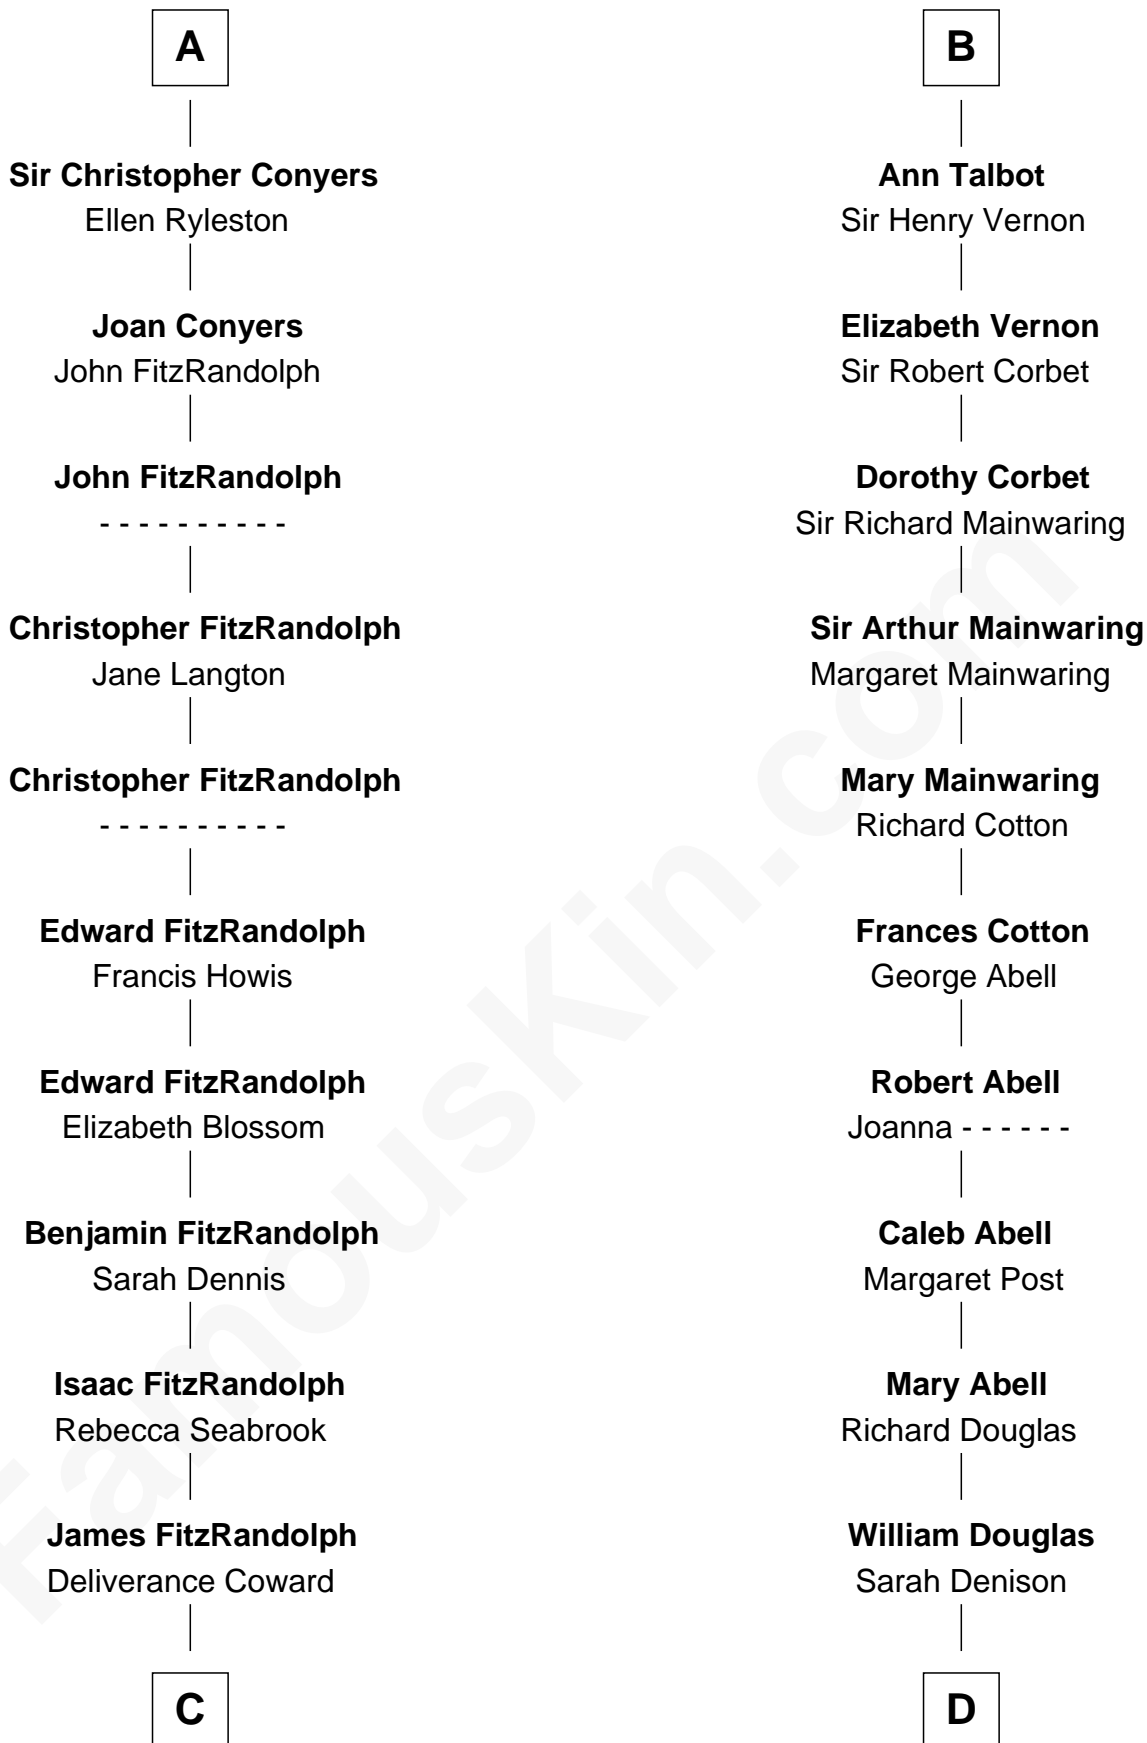 A
Sir Christopher Conyers
Ellen Ryleston
Joan Conyers
John FitzRandolph
John FitzRandolph
- - - - - - - - - -
Christopher FitzRandolph
Jane Langton
Christopher FitzRandolph
- - - - - - - - - -
Edward FitzRandolph
Francis Howis
Edward FitzRandolph
Elizabeth Blossom
Benjamin FitzRandolph
Sarah Dennis
Isaac FitzRandolph
Rebecca Seabrook
James FitzRandolph
Deliverance Coward
C
B
Ann Talbot
Sir Henry Vernon
Elizabeth Vernon
Sir Robert Corbet
Dorothy Corbet
Sir Richard Mainwaring
Sir Arthur Mainwaring
Margaret Mainwaring
Mary Mainwaring
Richard Cotton
Frances Cotton
George Abell
Robert Abell
Joanna - - - - - -
Caleb Abell
Margaret Post
Mary Abell
Richard Douglas
William Douglas
Sarah Denison
D
FamousKin.com